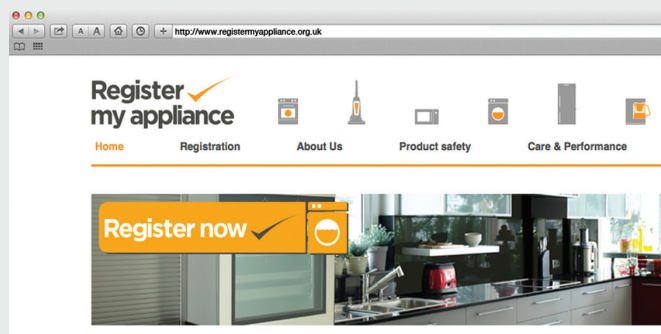 A A
http://www.registermyappliance.org.uk
Register
my appliance
Home Registration About Us Product safety Care & Performance
Register now